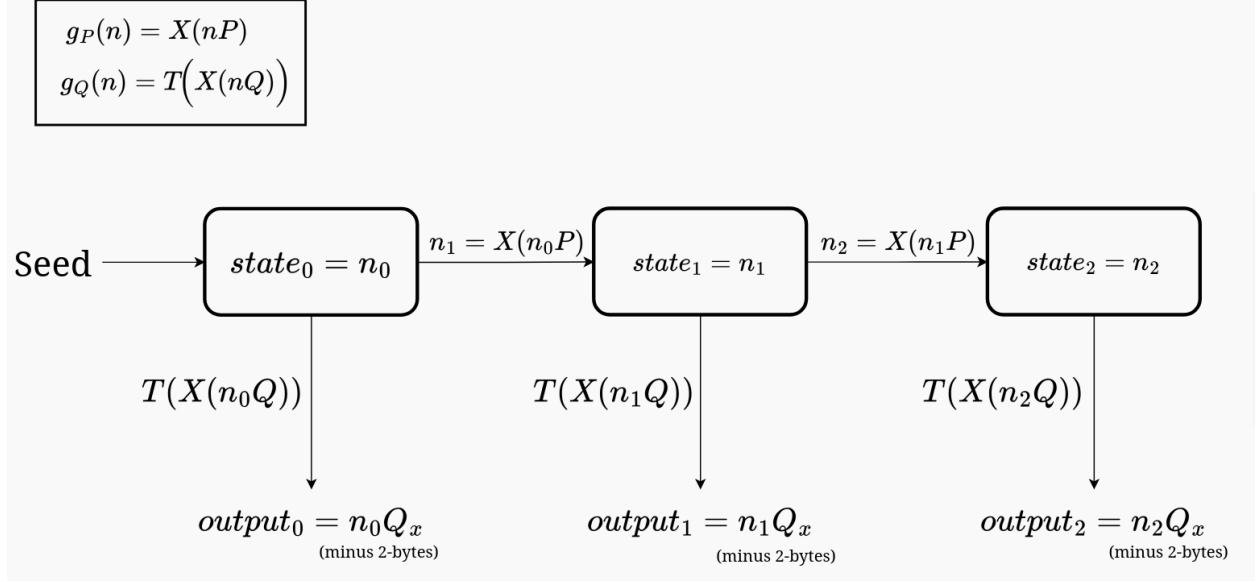 g_P(n) = X(nP)
g_Q(n) = T(X(nQ))
n_1 = X(n_0P)
n_2 = X(n_1P)
Seed
state_0 = n_0
state_1 = n_1
state_2 = n_2
T(X(n_0Q))
T(X(n_1Q))
T(X(n_2Q))
output_0 = n_0Q_x
(minus 2-bytes)
output_1 = n_1Q_x
(minus 2-bytes)
output_2 = n_2Q_x
(minus 2-bytes)